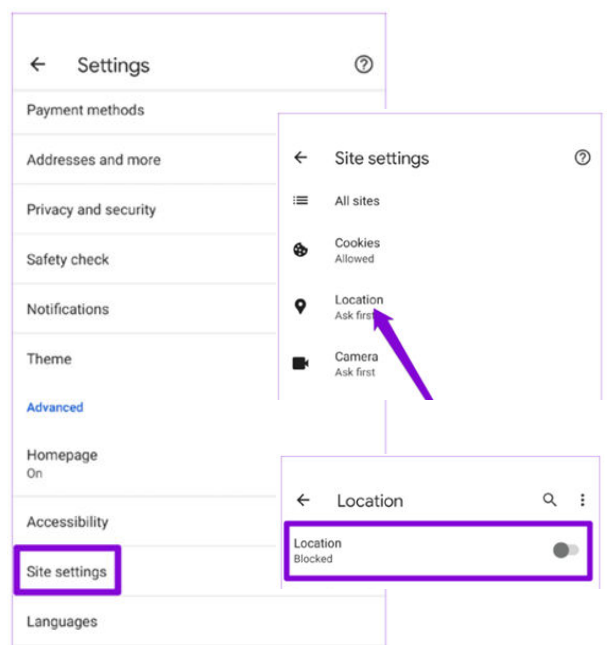 Settings
Payment methods
Addresses and more
Privacy and security
Safety check
Notifications
Theme
Advanced
Homepage
On
Accessibility
Site settings
Languages
Site settings
All sites
Cookies
Allowed
Location
Ask first
Camera
Ask first
Location
Location
Blocked